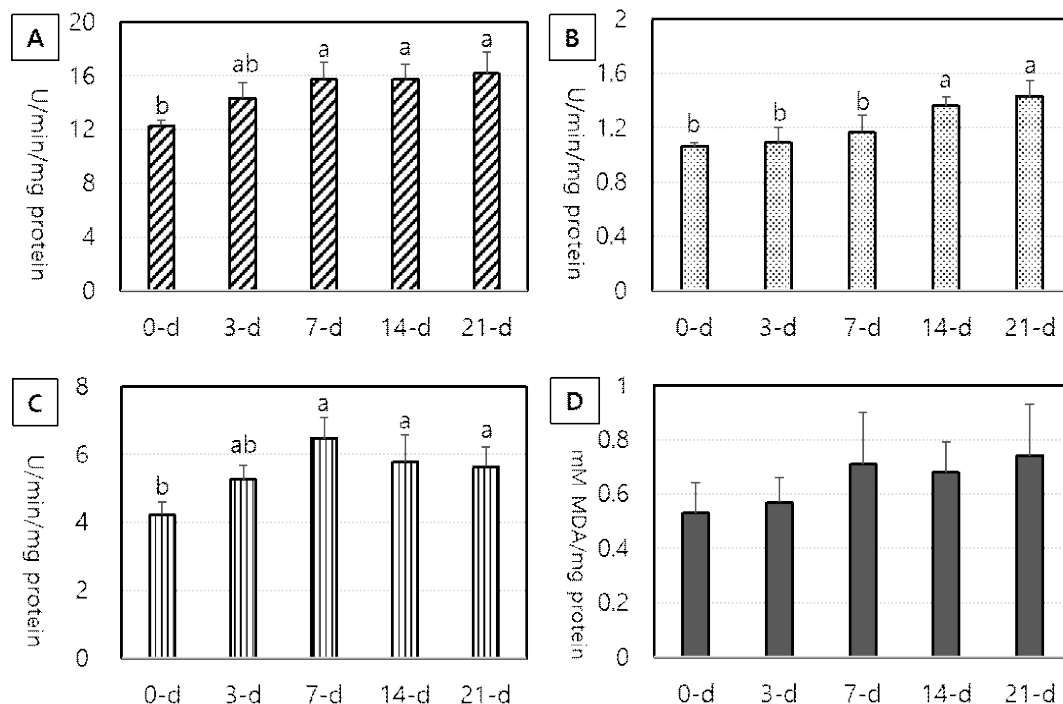 A
U/min/mg protein
20
16
12
8
4
0
b
ab
a
a
a
0-d 3-d 7-d 14-d 21-d
B
U/min/mg protein
2
1.6
1.2
0.8
0.4
0
b
b
b
a
a
0-d 3-d 7-d 14-d 21-d
C
U/min/mg protein
8
6
4
2
0
b
ab
a
a
a
0-d 3-d 7-d 14-d 21-d
D
mM MDA/mg protein
1
0.8
0.6
0.4
0.2
0
0-d 3-d 7-d 14-d 21-d